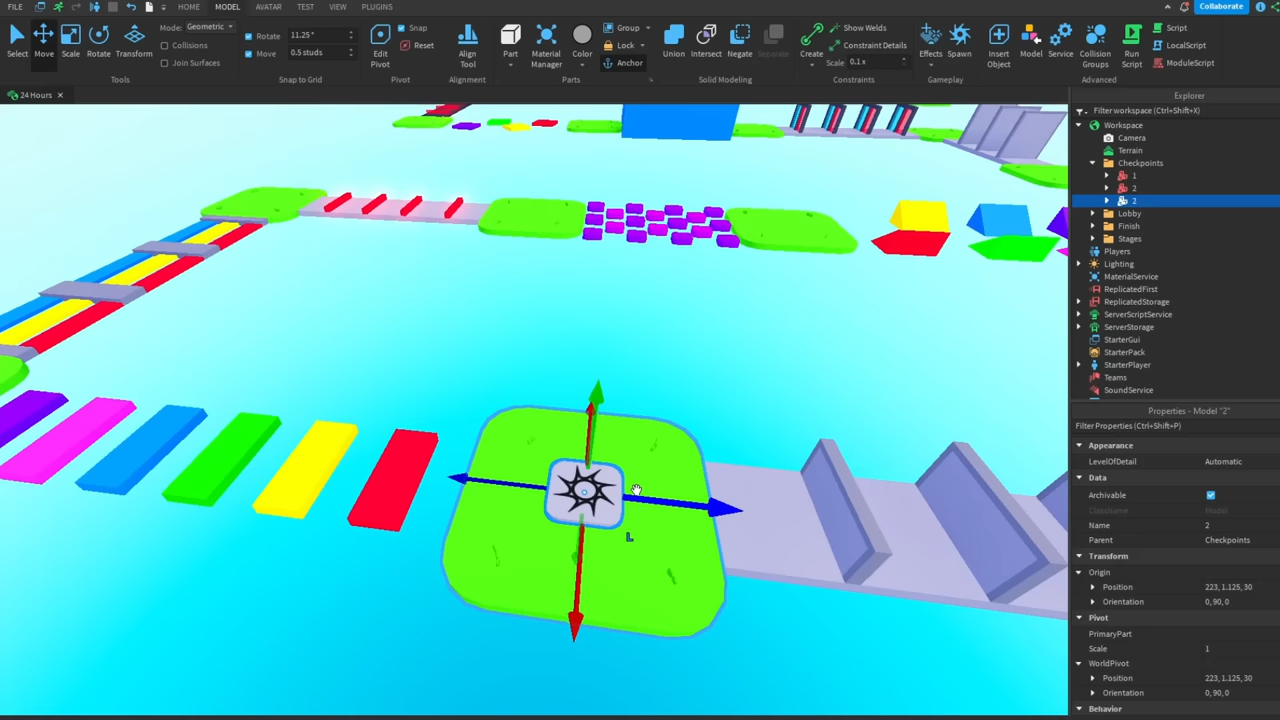 FILE HOME MODEL AVATAR TEST VIEW PLUGINS Collaborate
Select Move Scale Rotate Transform
Mode: Geometric
Collisions
Join Surfaces
Tools
Rotate 11.25°
Move 0.5 studs
Snap to Grid
Edit Pivot
Snap
Reset
Pivot
Align Tool
Alignment
Part Material Manager Color
Group
Lock
Anchor
Parts
Union Intersect Negate Separate
Solid Modeling
Create
Show Welds
Constraint Details
Scale 0.1 x
Constraints
Effects Spawn
Gameplay
Insert Object Model Service Collision Groups Run Script
Script
LocalScript
ModuleScript
Advanced
24 Hours
L
Explorer
Filter workspace (Ctrl+Shift+X)
Workspace
Camera
Terrain
Checkpoints
1
2
2
Lobby
Finish
Stages
Players
Lighting
MaterialService
ReplicatedFirst
ReplicatedStorage
ServerScriptService
ServerStorage
StarterGui
StarterPack
StarterPlayer
Teams
SoundService
Properties - Model "2"
Filter Properties (Ctrl+Shift+P)
Appearance
LevelOfDetail Automatic
Data
Archivable
ClassName Model
Name 2
Parent Checkpoints
Transform
Origin
Position 223, 1.125, 30
Orientation 0, 90, 0
Pivot
PrimaryPart
Scale 1
WorldPivot
Position 223, 1.125, 30
Orientation 0, 90, 0
Behavior